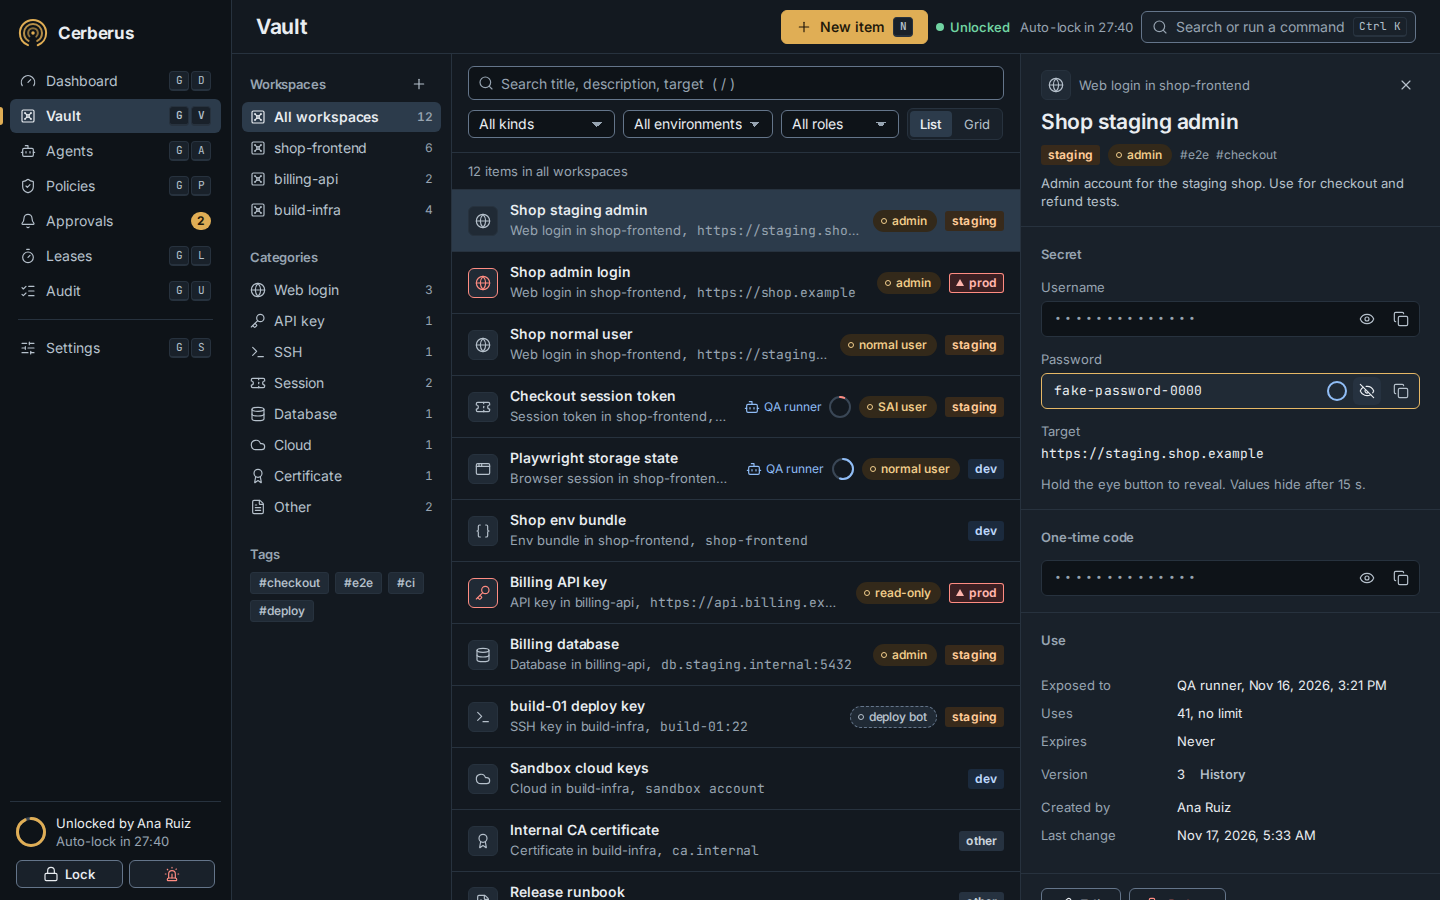 Cerberus
Dashboard G D
Vault G V
Agents G A
Policies G P
Approvals 2
Leases G L
Audit G U
Settings G S
Unlocked by Ana Ruiz
Auto-lock in 27:40
Lock
Vault
New item N
Unlocked Auto-lock in 27:40
Search or run a command Ctrl K
Workspaces
All workspaces 12
shop-frontend 6
billing-api 2
build-infra 4
Categories
Web login 3
API key 1
SSH 1
Session 2
Database 1
Cloud 1
Certificate 1
Other 2
Tags
#checkout #e2e #ci
#deploy
Search title, description, target (/)
All kinds All environments All roles List Grid
12 items in all workspaces
Shop staging admin
Web login in shop-frontend, https://staging.sho… admin staging
Shop admin login
Web login in shop-frontend, https://shop.example admin prod
Shop normal user
Web login in shop-frontend, https://staging… normal user staging
Checkout session token
Session token in shop-frontend,… QA runner SAI user staging
Playwright storage state
Browser session in shop-fronten… QA runner normal user dev
Shop env bundle
Env bundle in shop-frontend, shop-frontend dev
Billing API key
API key in billing-api, https://api.billing.ex… read-only prod
Billing database
Database in billing-api, db.staging.internal:5432 admin staging
build-01 deploy key
SSH key in build-infra, build-01:22 deploy bot staging
Sandbox cloud keys
Cloud in build-infra, sandbox account dev
Internal CA certificate
Certificate in build-infra, ca.internal other
Release runbook
Web login in shop-frontend
Shop staging admin
staging admin #e2e #checkout
Admin account for the staging shop. Use for checkout and
refund tests.
Secret
Username
••••••••••••••
Password
fake-password-0000
Target
https://staging.shop.example
Hold the eye button to reveal. Values hide after 15 s.
One-time code
••••••••••••••
Use
Exposed to QA runner, Nov 16, 2026, 3:21 PM
Uses 41, no limit
Expires Never
Version 3 History
Created by Ana Ruiz
Last change Nov 17, 2026, 5:33 AM